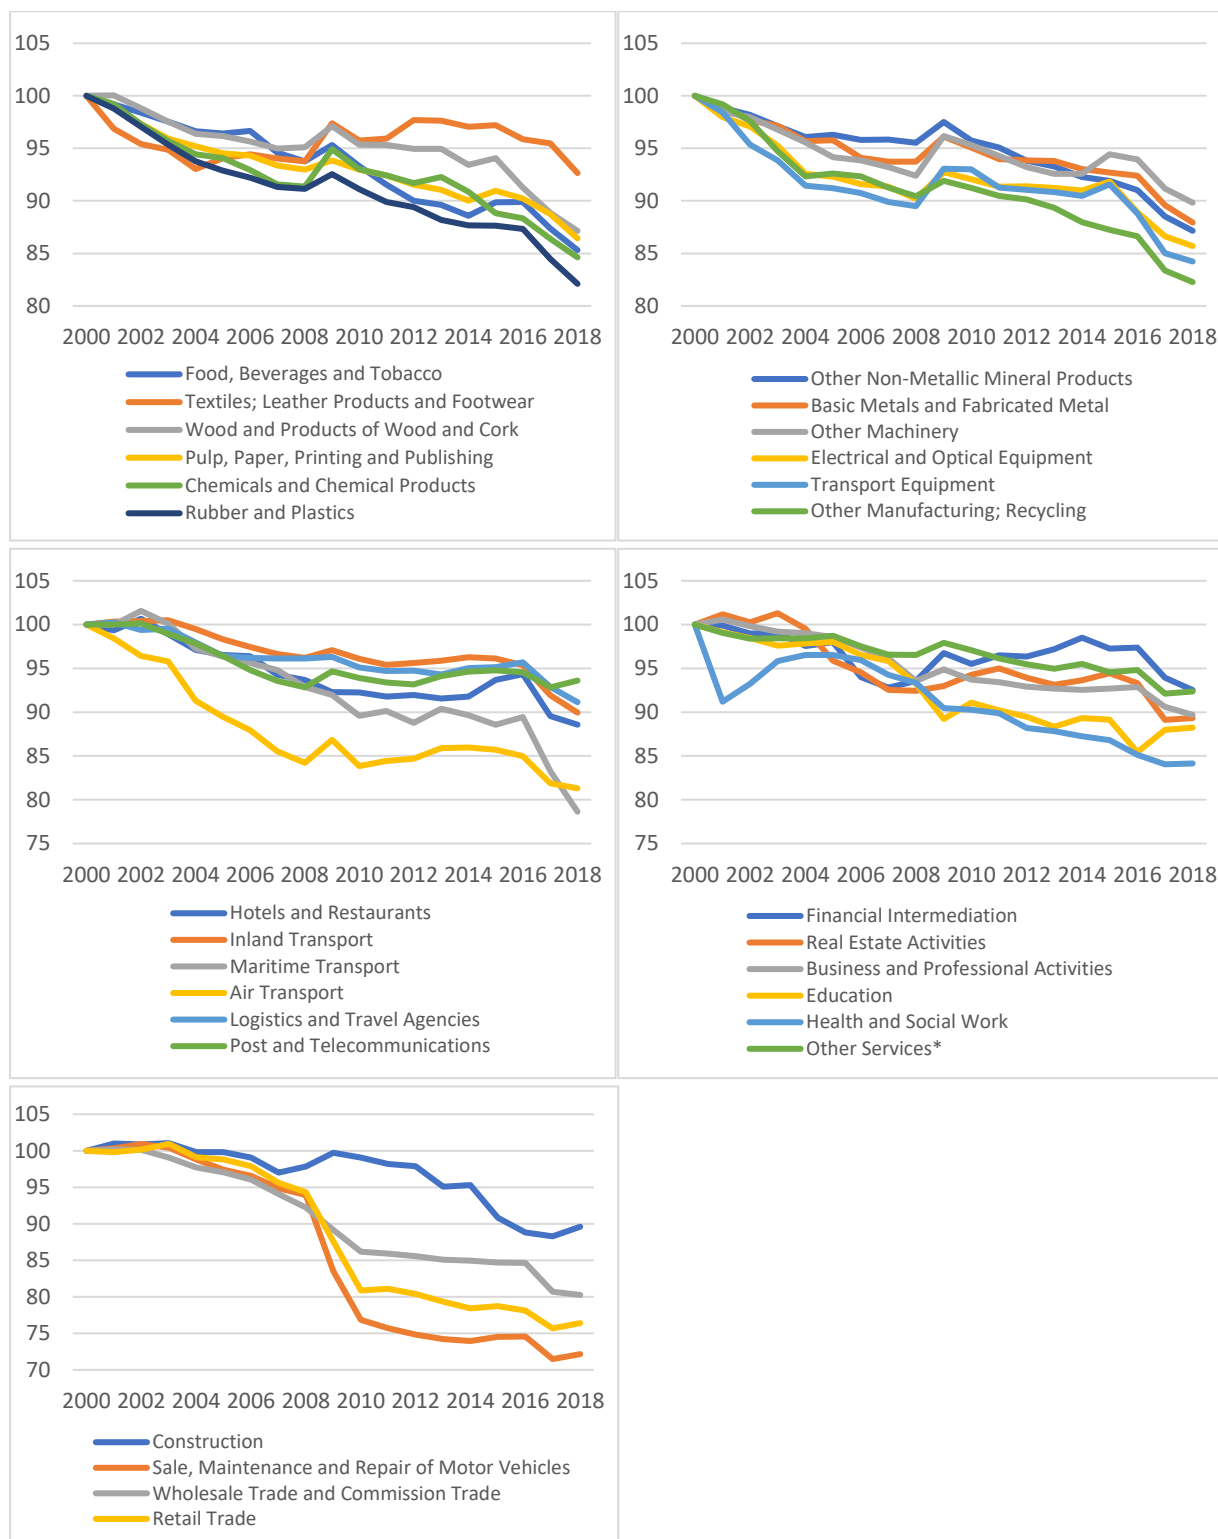 105
100
95
90
85
80
2000 2002 2004 2006 2008 2010 2012 2014 2016 2018
Food, Beverages and Tobacco
Textiles; Leather Products and Footwear
Wood and Products of Wood and Cork
Pulp, Paper, Printing and Publishing
Chemicals and Chemical Products
Rubber and Plastics
105
100
95
90
85
80
2000 2002 2004 2006 2008 2010 2012 2014 2016 2018
Other Non-Metallic Mineral Products
Basic Metals and Fabricated Metal
Other Machinery
Electrical and Optical Equipment
Transport Equipment
Other Manufacturing; Recycling
105
100
95
90
85
80
75
2000 2002 2004 2006 2008 2010 2012 2014 2016 2018
Hotels and Restaurants
Inland Transport
Maritime Transport
Air Transport
Logistics and Travel Agencies
Post and Telecommunications
105
100
95
90
85
80
75
2000 2002 2004 2006 2008 2010 2012 2014 2016 2018
Financial Intermediation
Real Estate Activities
Business and Professional Activities
Education
Health and Social Work
Other Services*
105
100
95
90
85
80
75
70
2000 2002 2004 2006 2008 2010 2012 2014 2016 2018
Construction
Sale, Maintenance and Repair of Motor Vehicles
Wholesale Trade and Commission Trade
Retail Trade